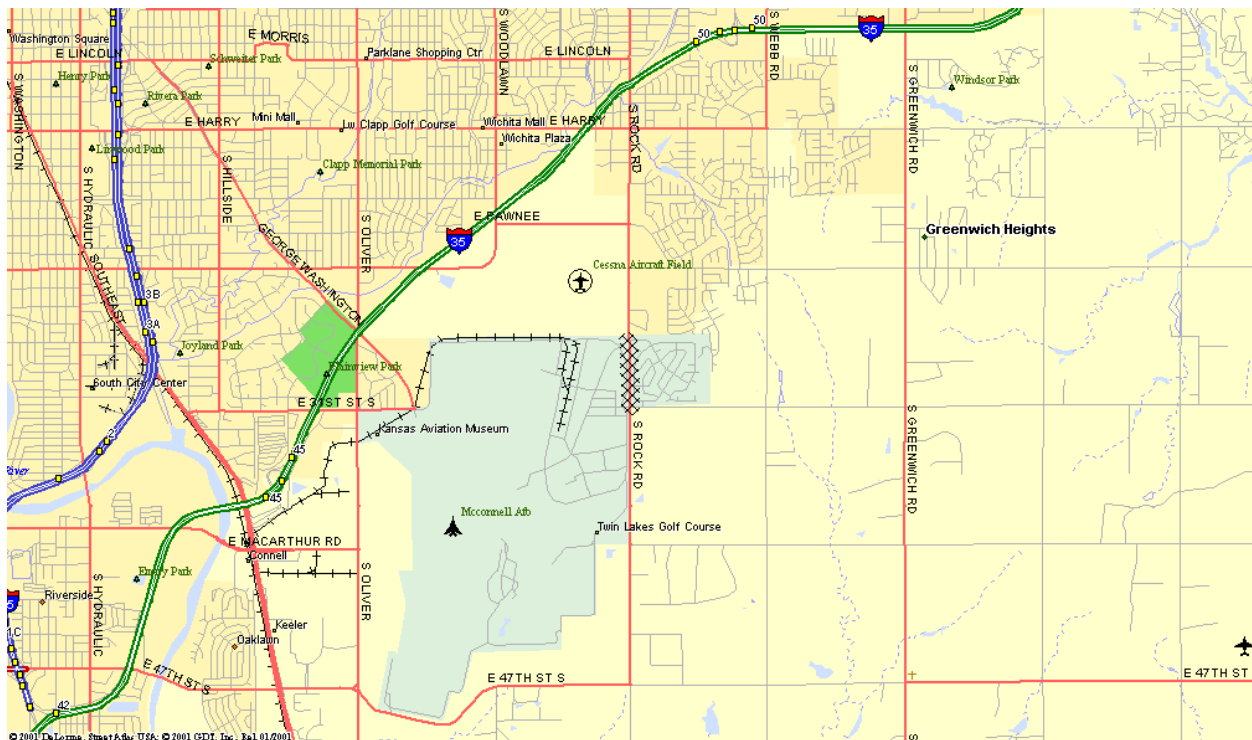 50
S WEBB RD
35
Washington Square
E MORRIS
S WOODLAWN
50
E LINCOLN
Parklane Shopping Ctr
E LINCOLN
Schweiter Park
Henry Park
S GREENWICH RD
Windsor Park
S WASHINGTON
Rivera Park
S ROCK RD
E HARRY
Mini Mall
Lw Clapp Golf Course
Wichita Mall
E HARRY
Wichita Plaza
Linwood Park
Clapp Memorial Park
S HYDRAULIC
S HILLSIDE
S OLIVER
E PAWNEE
GEORGE WASHINGTON
35
Greenwich Heights
SOUTHEAST
Cessna Aircraft Field
3B
3A
Joyland Park
Plainview Park
South City Center
E 31ST ST S
Kansas Aviation Museum
S ROCK RD
S GREENWICH RD
2
45
River
45
Mcconnell Afb
Twin Lakes Golf Course
E MACARTHUR RD
Connell
Emery Park
S HYDRAULIC
S OLIVER
Riverside
1C
Keeler
Oaklawn
E 47TH ST S
E 47TH ST S
E 47TH ST S
42
S
© 2001 DeLorme. Street Atlas USA; © 2001 GDT, Inc., Rel. 01/2001